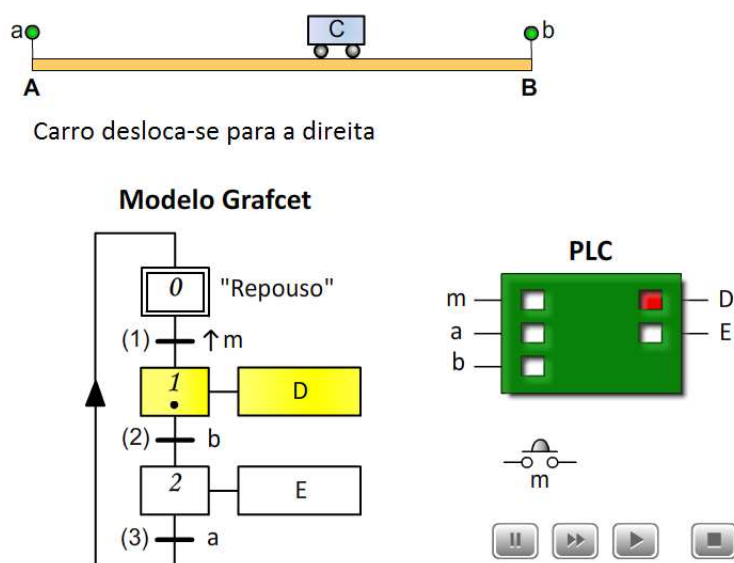 a C b
A B
Carro desloca-se para a direita
Modelo Grafcet
0 "Repouso"
(1) ↑m
1 D
(2) b
2 E
(3) a
PLC
m D
a E
b
m